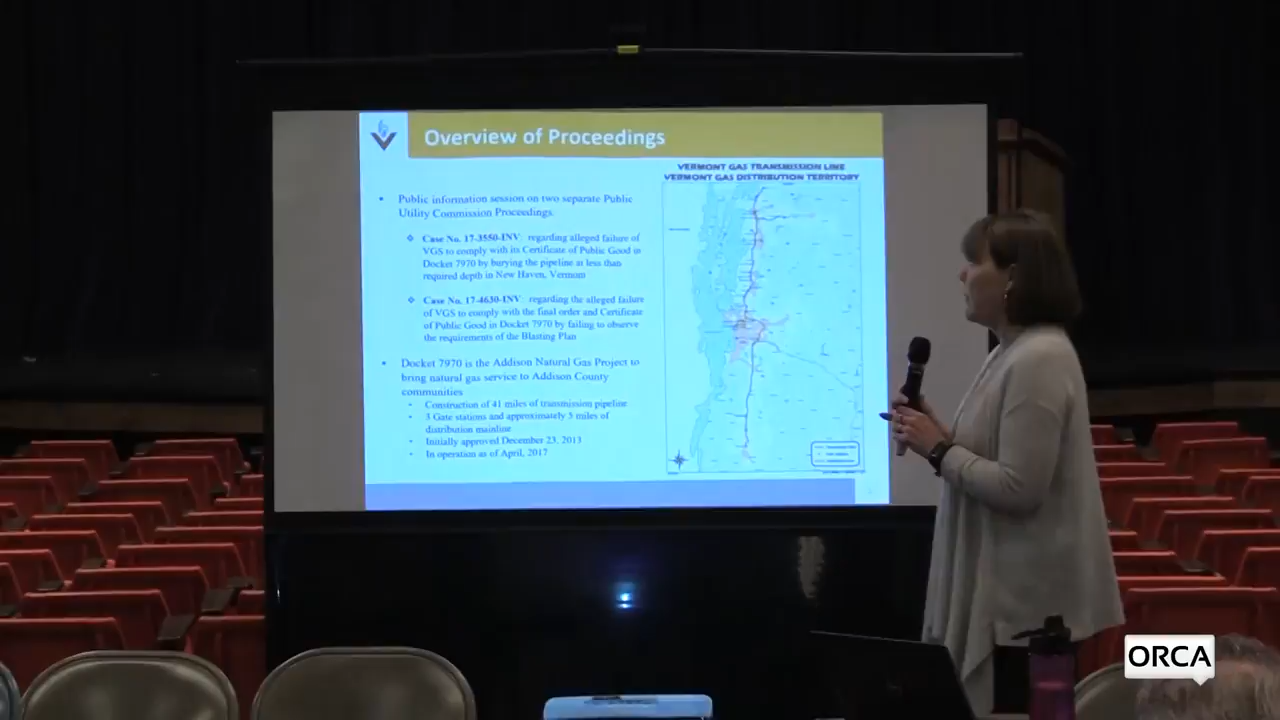 Overview of Proceedings
VERMONT GAS TRANSMISSION LINE
VERMONT GAS DISTRIBUTION TERRITORY
• Public information session on two separate Public
Utility Commission Proceedings.
❖ Case No. 17-3550-INV: regarding alleged failure of
VGS to comply with its Certificate of Public Good in
Docket 7970 by burying the pipeline at less than
required depth in New Haven, Vermont
❖ Case No. 17-4630-INV: regarding the alleged failure
of VGS to comply with the final order and Certificate
of Public Good in Docket 7970 by failing to observe
the requirements of the Blasting Plan
• Docket 7970 is the Addison Natural Gas Project to
bring natural gas service to Addison County
communities
• Construction of 41 miles of transmission pipeline
• 3 Gate stations and approximately 5 miles of
distribution mainline
• Initially approved December 23, 2013
• In operation as of April, 2017
ORCA